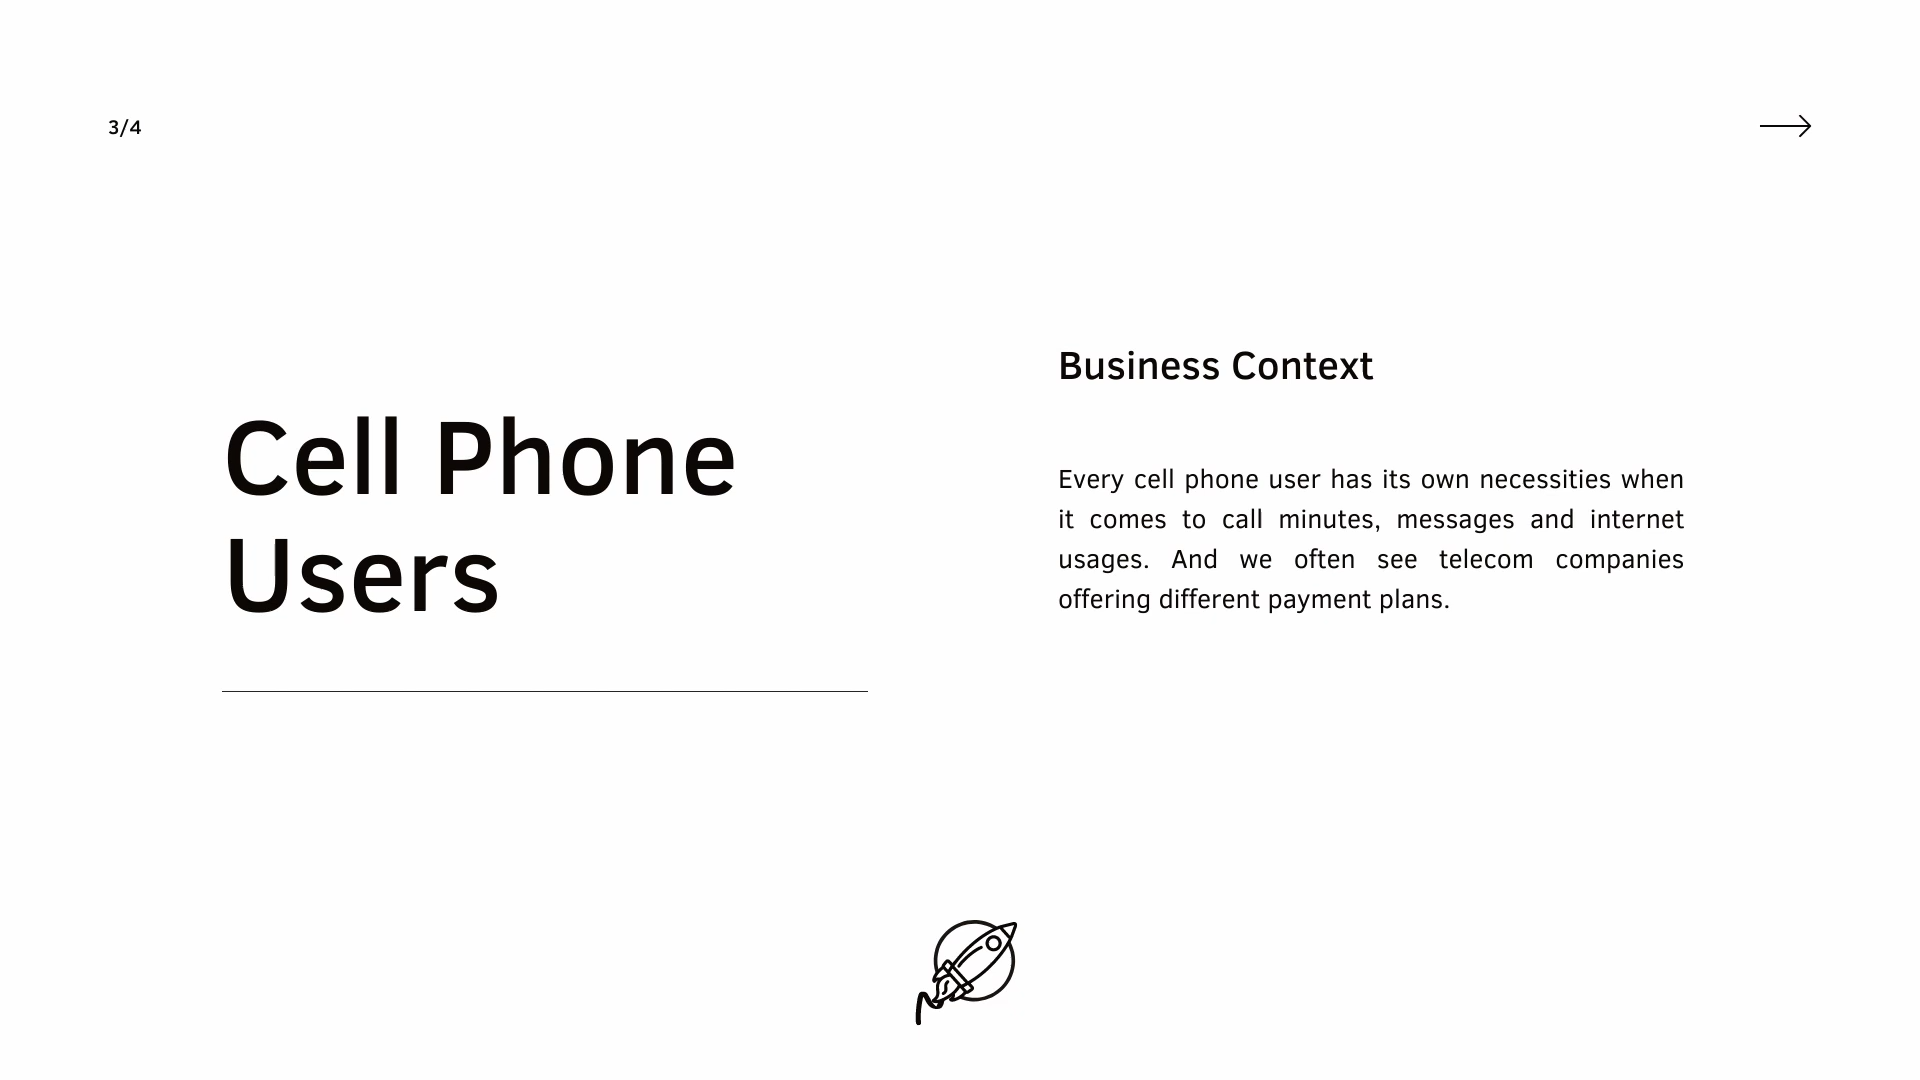 3/4
Cell Phone
Users
Business Context
Every cell phone user has its own necessities when
it comes to call minutes, messages and internet
usages. And we often see telecom companies
offering different payment plans.